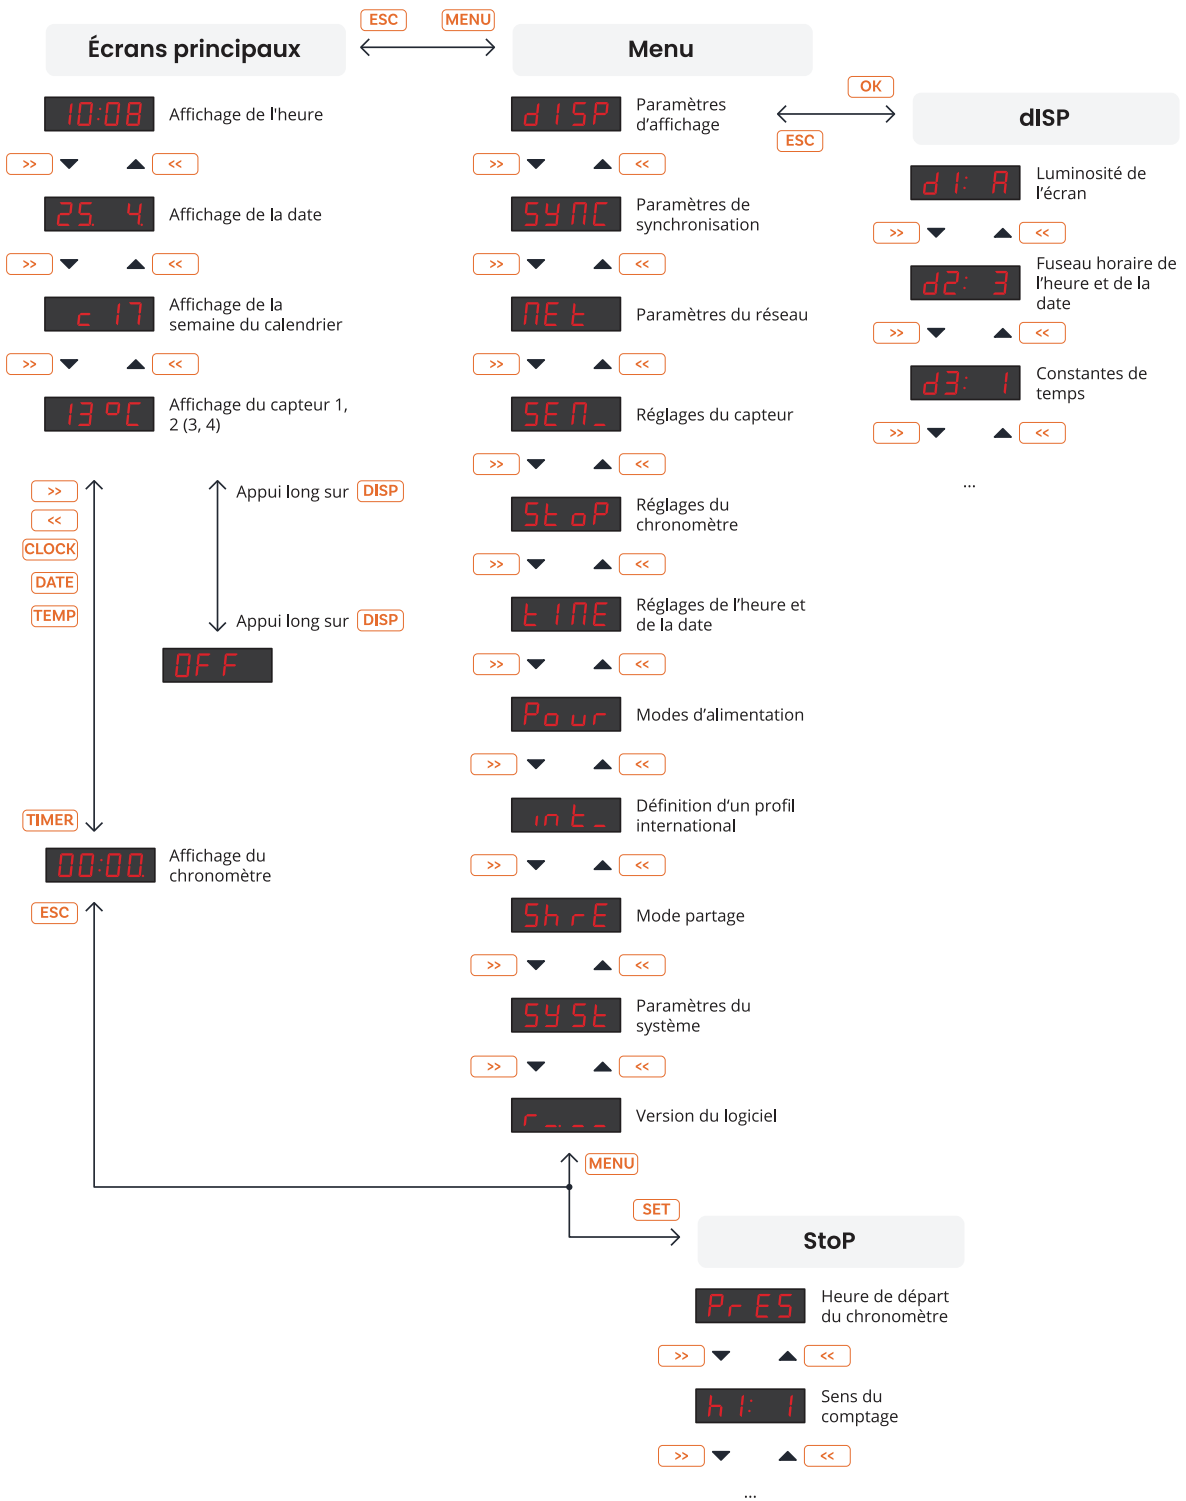 ESC
MENU
Écrans principaux
10:08
Affichage de l'heure
>>
<<
25. 4.
Affichage de la date
>>
<<
c 17
Affichage de la
semaine du calendrier
>>
<<
13 °C
Affichage du capteur 1,
2 (3, 4)
>>
<<
CLOCK
DATE
TEMP
Appui long sur DISP
Appui long sur DISP
OFF
TIMER
00:00.
Affichage du
chronomètre
ESC
Menu
dISP
Paramètres
d’affichage
>>
<<
SYNC
Paramètres de
synchronisation
>>
<<
NEt
Paramètres du réseau
>>
<<
SEN_
Réglages du capteur
>>
<<
StoP
Réglages du
chronomètre
>>
<<
tIME
Réglages de l’heure et
de la date
>>
<<
Pour
Modes d’alimentation
>>
<<
int_
Définition d‘un profil
international
>>
<<
ShrE
Mode partage
>>
<<
SYSt
Paramètres du
système
>>
<<
r_._ _
Version du logiciel
MENU
OK
ESC
dISP
d1: A
Luminosité de
l’écran
>>
<<
d2: 3
Fuseau horaire de
l’heure et de la
date
>>
<<
d3: 1
Constantes de
temps
>>
<<
...
SET
StoP
PrES
Heure de départ
du chronomètre
>>
<<
h1: 1
Sens du
comptage
>>
<<
...